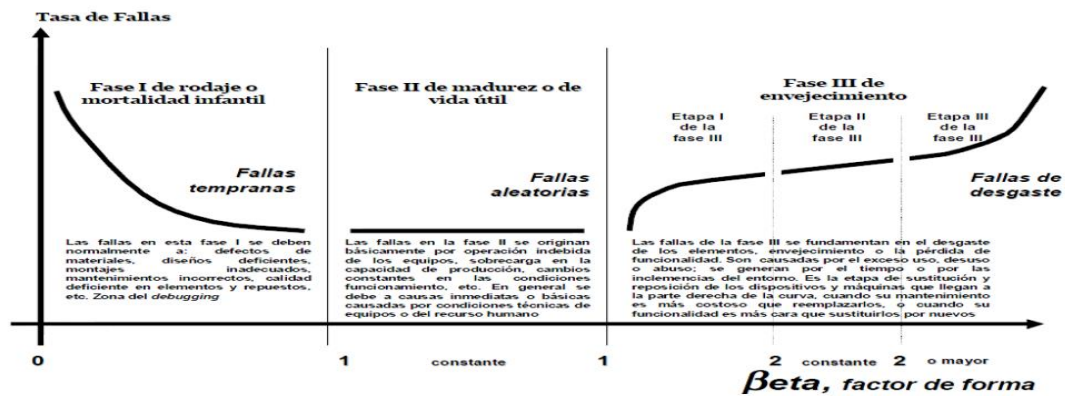 Tasa de Fallas
Fase I de rodaje o
mortalidad infantil
Fallas
tempranas
Las fallas en esta fase I se deben
normalmente a: defectos de
materiales, diseños deficientes,
montajes inadecuados,
mantenimientos incorrectos, calidad
deficiente en elementos y repuestos,
etc. Zona del debugging
Fase II de madurez o de
vida útil
Fallas
aleatorias
Las fallas en la fase II se originan
básicamente por operación indebida
de los equipos, sobrecarga en la
capacidad de producción, cambios
constantes en las condiciones de
funcionamiento, etc. En general se
debe a causas inmediatas o básicas
causadas por condiciones técnicas de
equipos o del recurso humano
Fase III de
envejecimiento
Etapa I
de la
fase III
Etapa II
de la
fase III
Etapa III
de la
fase III
Fallas de
desgaste
Las fallas de la fase III se fundamentan en el desgaste
de los elementos, envejecimiento o la pérdida de
funcionalidad. Son causadas por el exceso uso, desuso
o abuso; se generan por el tiempo o por las
inclemencias del entorno. Es la etapa de sustitución y
reposición de los dispositivos y máquinas que llegan a
la parte derecha de la curva, cuando su mantenimiento
es más costoso que reemplazarlos, o cuando su
funcionalidad es más cara que sustituirlos por nuevos
0 1 constante 1 2 constante 2 o mayor
βeta, factor de forma